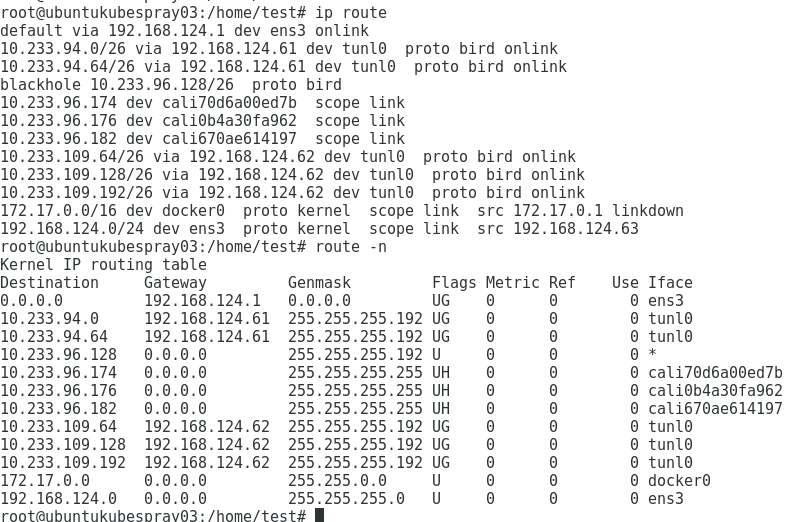 root@ubuntukubespray03:/home/test# ip route
default via 192.168.124.1 dev ens3 onlink
10.233.94.0/26 via 192.168.124.61 dev tunl0  proto bird onlink
10.233.94.64/26 via 192.168.124.61 dev tunl0  proto bird onlink
blackhole 10.233.96.128/26  proto bird
10.233.96.174 dev cali70d6a00ed7b  scope link
10.233.96.176 dev cali0b4a30fa962  scope link
10.233.96.182 dev cali670ae614197  scope link
10.233.109.64/26 via 192.168.124.62 dev tunl0  proto bird onlink
10.233.109.128/26 via 192.168.124.62 dev tunl0  proto bird onlink
10.233.109.192/26 via 192.168.124.62 dev tunl0  proto bird onlink
172.17.0.0/16 dev docker0  proto kernel  scope link  src 172.17.0.1 linkdown
192.168.124.0/24 dev ens3  proto kernel  scope link  src 192.168.124.63
root@ubuntukubespray03:/home/test# route -n
Kernel IP routing table
Destination     Gateway         Genmask         Flags Metric Ref    Use Iface
0.0.0.0         192.168.124.1   0.0.0.0         UG    0      0        0 ens3
10.233.94.0     192.168.124.61  255.255.255.192 UG    0      0        0 tunl0
10.233.94.64    192.168.124.61  255.255.255.192 UG    0      0        0 tunl0
10.233.96.128   0.0.0.0         255.255.255.192 U     0      0        0 *
10.233.96.174   0.0.0.0         255.255.255.255 UH    0      0        0 cali70d6a00ed7b
10.233.96.176   0.0.0.0         255.255.255.255 UH    0      0        0 cali0b4a30fa962
10.233.96.182   0.0.0.0         255.255.255.255 UH    0      0        0 cali670ae614197
10.233.109.64   192.168.124.62  255.255.255.192 UG    0      0        0 tunl0
10.233.109.128  192.168.124.62  255.255.255.192 UG    0      0        0 tunl0
10.233.109.192  192.168.124.62  255.255.255.192 UG    0      0        0 tunl0
172.17.0.0      0.0.0.0         255.255.0.0     U     0      0        0 docker0
192.168.124.0   0.0.0.0         255.255.255.0   U     0      0        0 ens3
root@ubuntukubespray03:/home/test#